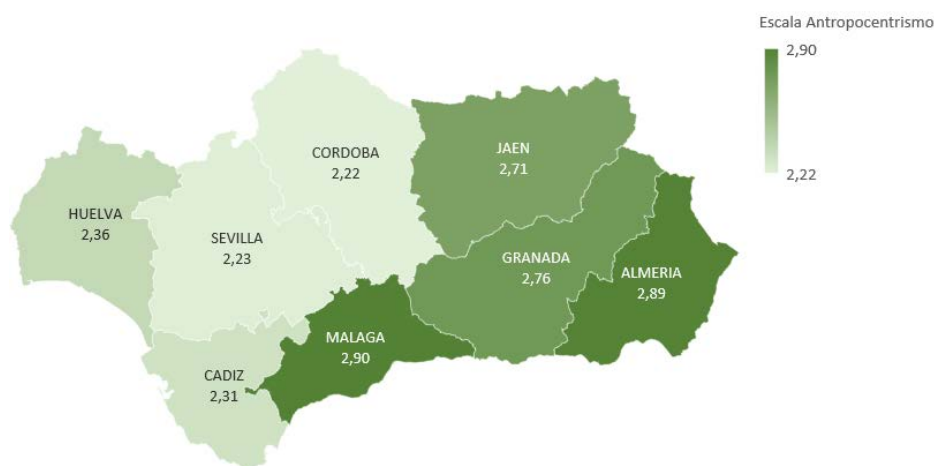 Escala Antropocentrismo
2,90
2,22
CORDOBA
2,22
JAEN
2,71
HUELVA
2,36
SEVILLA
2,23
GRANADA
2,76
ALMERIA
2,89
MALAGA
2,90
CADIZ
2,31